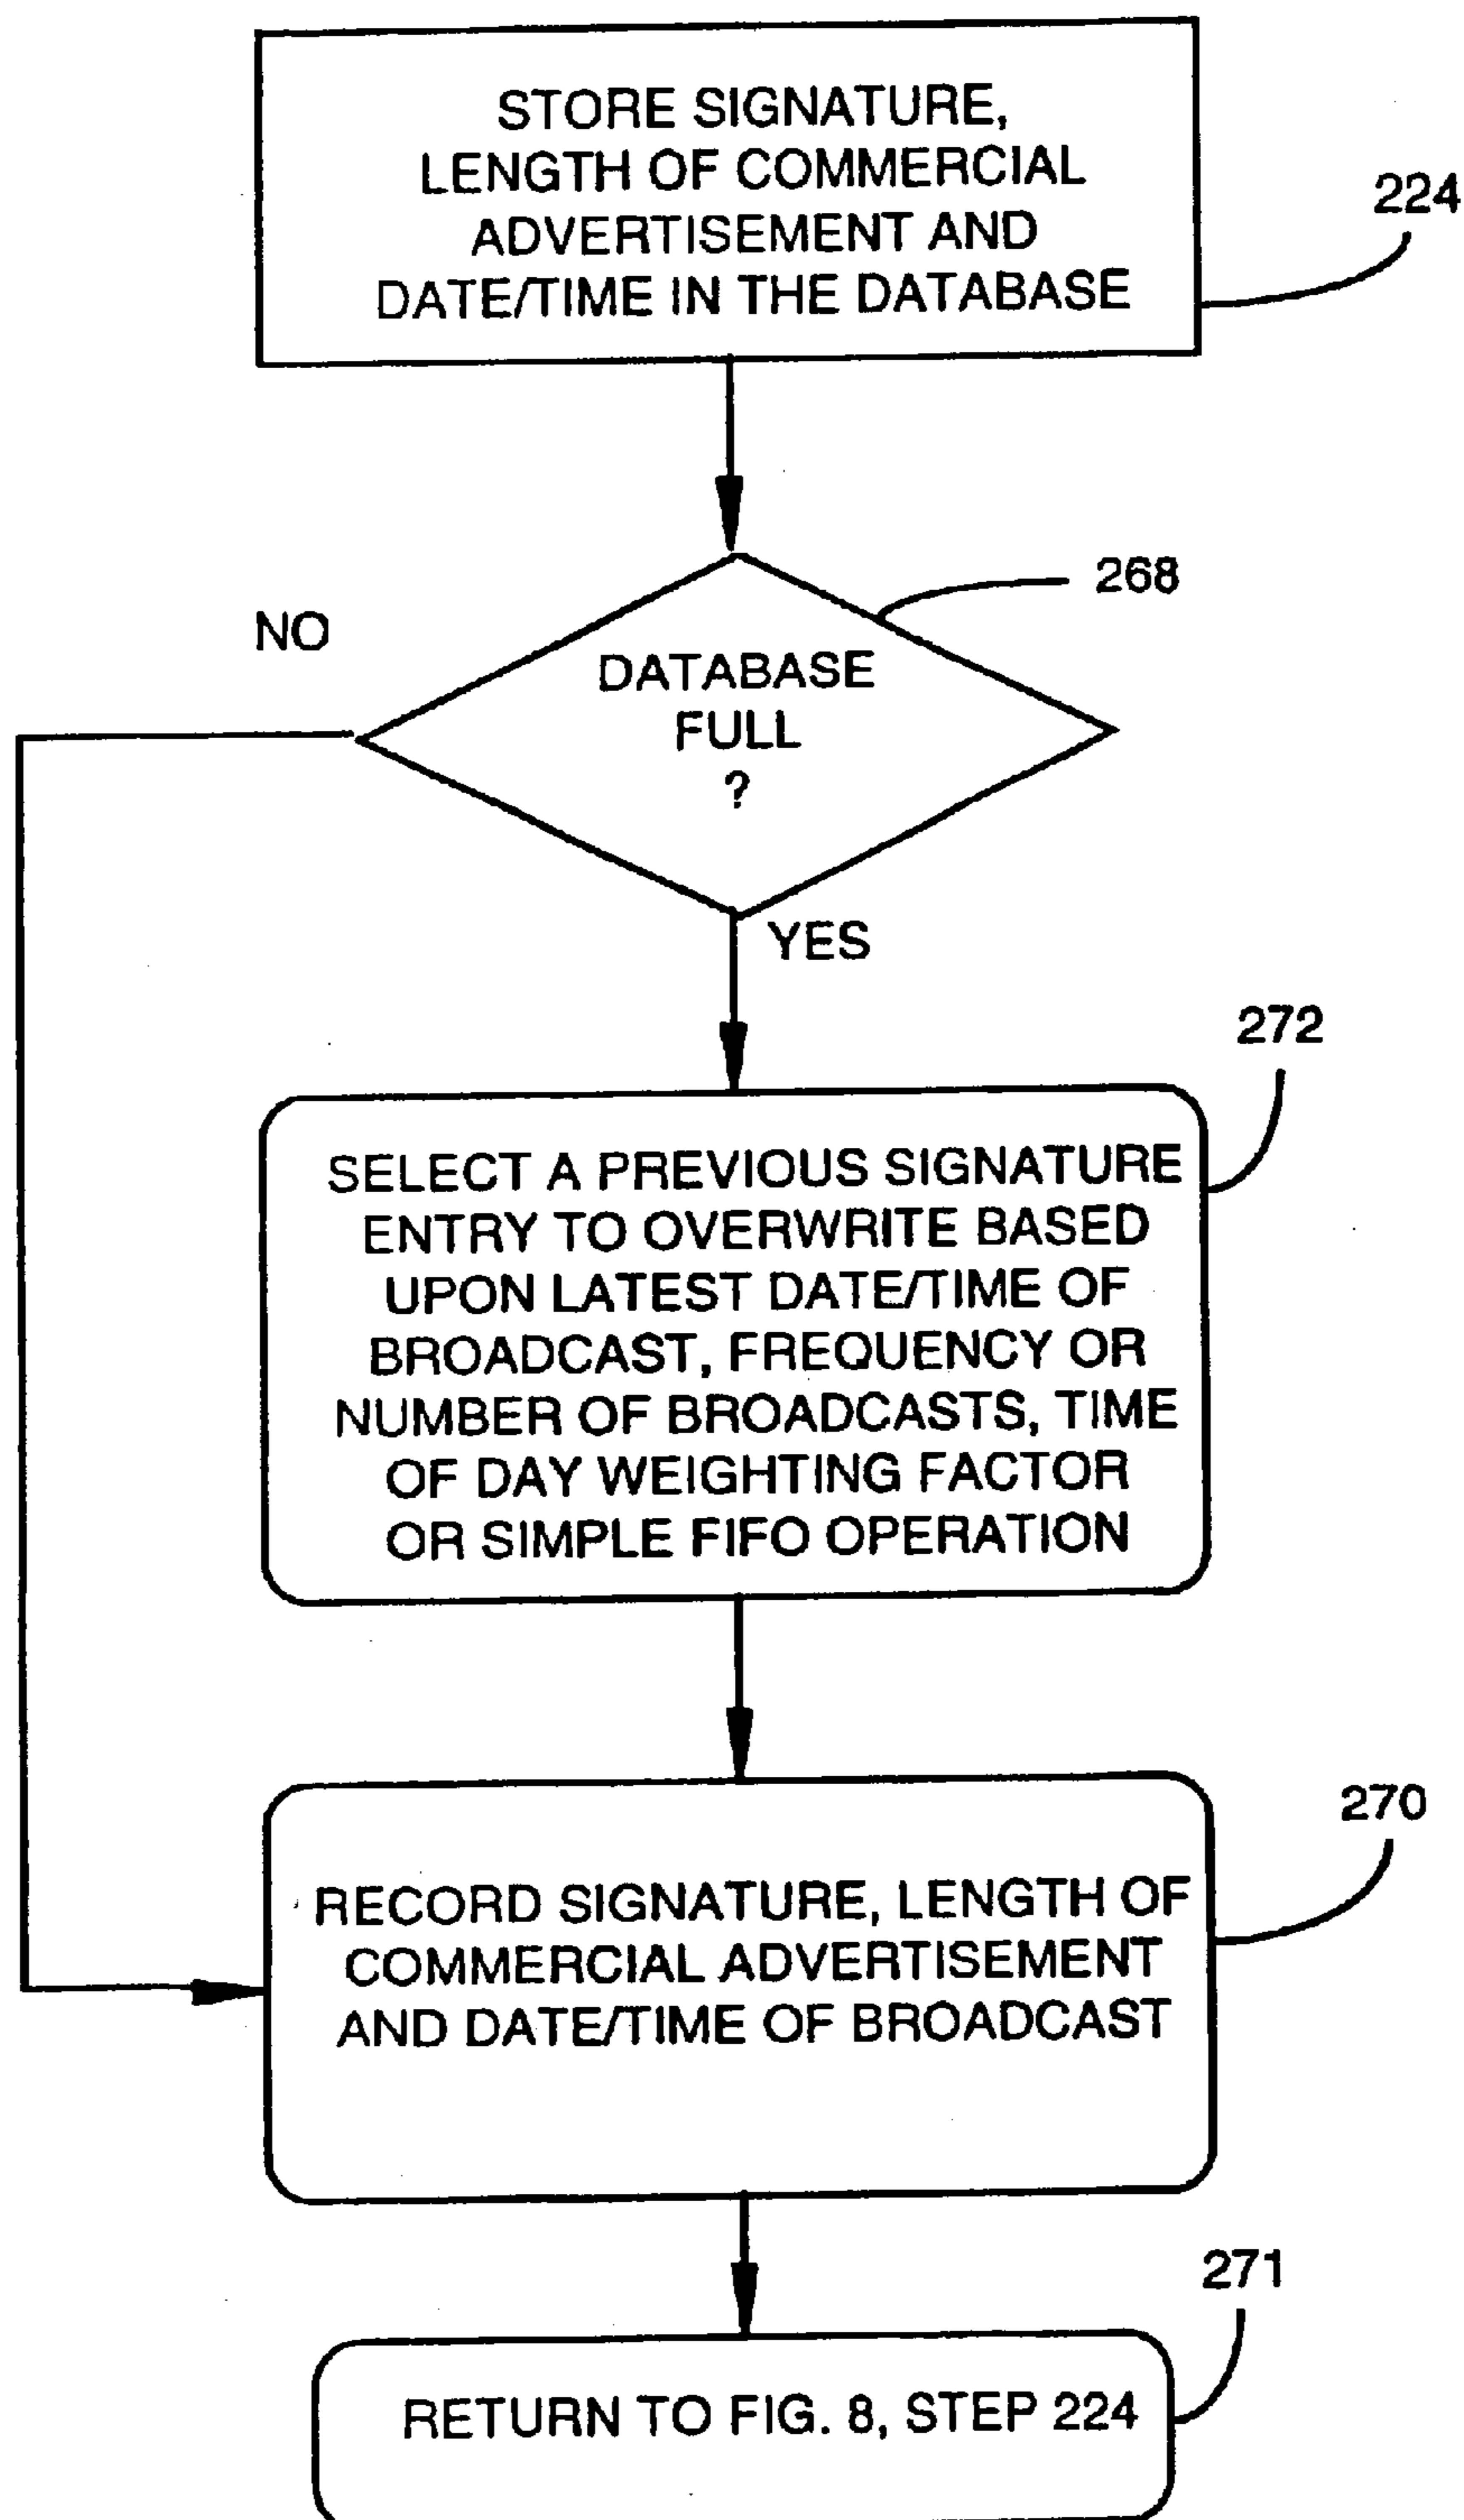 STORE SIGNATURE,
LENGTH OF COMMERCIAL
ADVERTISEMENT AND
DATE/TIME IN THE DATABASE
224
268
NO
DATABASE
FULL
?
YES
272
SELECT A PREVIOUS SIGNATURE
ENTRY TO OVERWRITE BASED
UPON LATEST DATE/TIME OF
BROADCAST, FREQUENCY OR
NUMBER OF BROADCASTS, TIME
OF DAY WEIGHTING FACTOR
OR SIMPLE FIFO OPERATION
270
RECORD SIGNATURE, LENGTH OF
COMMERCIAL ADVERTISEMENT
AND DATE/TIME OF BROADCAST
271
RETURN TO FIG. 8, STEP 224